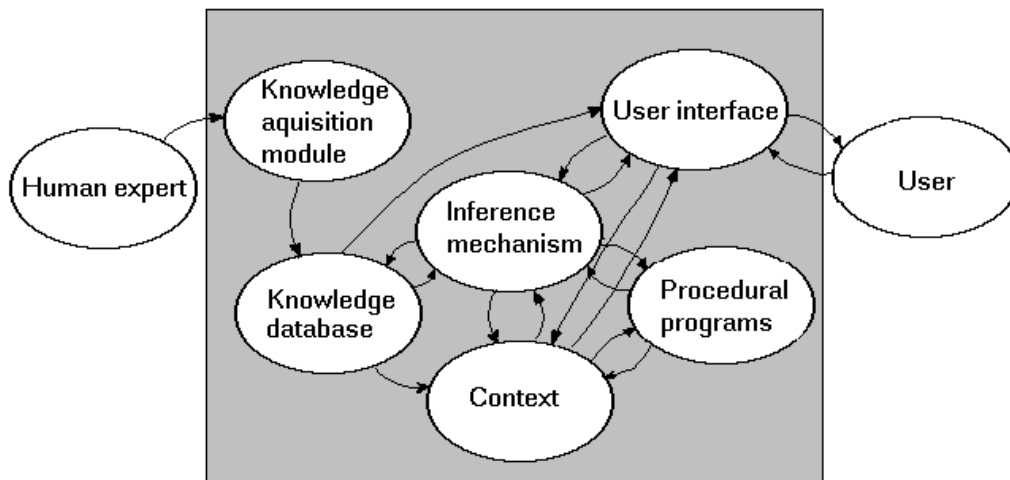 Human expert
Knowledge
aquisition
module
Knowledge
database
Inference
mechanism
Context
User interface
Procedural
programs
User